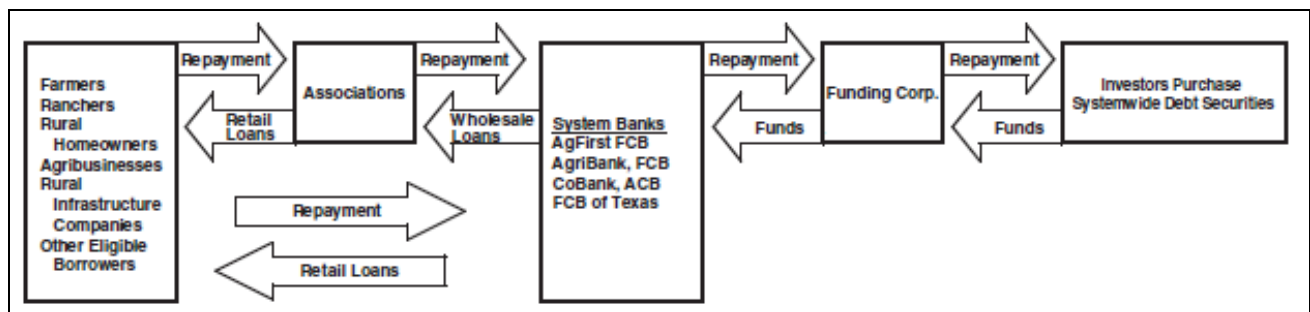 Farmers
Ranchers
Rural
Homeowners
Agribusinesses
Rural
Infrastructure
Companies
Other Eligible
Borrowers
Repayment
Retail
Loans
Associations
Repayment
Wholesale
Loans
Repayment
Retail Loans
System Banks
AgFirst FCB
AgriBank, FCB
CoBank, ACB
FCB of Texas
Repayment
Funds
Funding Corp.
Repayment
Funds
Investors Purchase
Systemwide Debt Securities